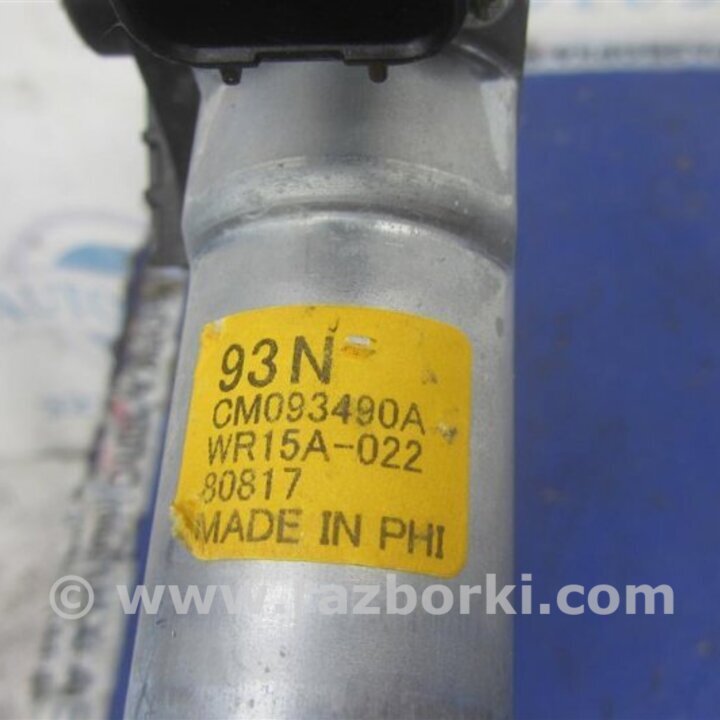 93N
CM093490A
WR15A-022
80817
MADE IN PHI
© www.razborki.com